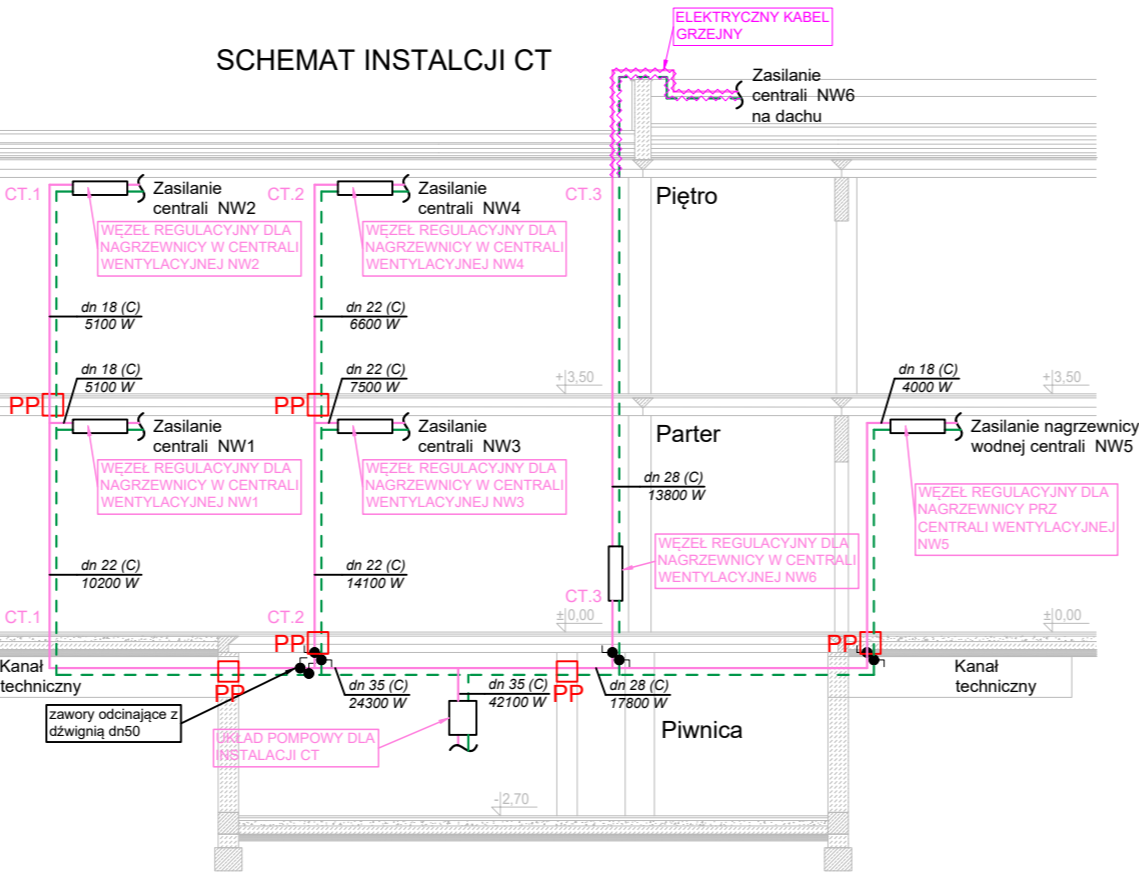 SCHEMAT INSTALCJI CT
ELEKTRYCZNY KABEL
GRZEJNY
Zasilanie
centrali NW6
na dachu
CT.1
Zasilanie
centrali NW2
WĘZEŁ REGULACYJNY DLA
NAGRZEWNICY W CENTRALI
WENTYLACYJNEJ NW2
CT.2
Zasilanie
centrali NW4
WĘZEŁ REGULACYJNY DLA
NAGRZEWNICY W CENTRALI
WENTYLACYJNEJ NW4
CT.3
Piętro
dn 18 (C)
5100 W
dn 22 (C)
6600 W
dn 18 (C)
5100 W
dn 22 (C)
7500 W
+3,50
dn 18 (C)
4000 W
+3,50
PP
PP
Zasilanie
centrali NW1
WĘZEŁ REGULACYJNY DLA
NAGRZEWNICY W CENTRALI
WENTYLACYJNEJ NW1
Zasilanie
centrali NW3
WĘZEŁ REGULACYJNY DLA
NAGRZEWNICY W CENTRALI
WENTYLACYJNEJ NW3
Parter
Zasilanie nagrzewnicy
wodnej centrali NW5
dn 28 (C)
13800 W
WĘZEŁ REGULACYJNY DLA
NAGRZEWNICY PRZ
CENTRALI WENTYLACYJNEJ
NW5
WĘZEŁ REGULACYJNY DLA
NAGRZEWNICY W CENTRALI
WENTYLACYJNEJ NW6
dn 22 (C)
10200 W
dn 22 (C)
14100 W
CT.1
CT.2
CT.3
±0,00
±0,00
PP
PP
Kanał
techniczny
PP
PP
Kanał
techniczny
dn 35 (C)
24300 W
dn 35 (C)
42100 W
dn 28 (C)
17800 W
zawory odcinające z
dźwignią dn50
UKŁAD POMPOWY DLA
INSTALACJI CT
Piwnica
-2,70